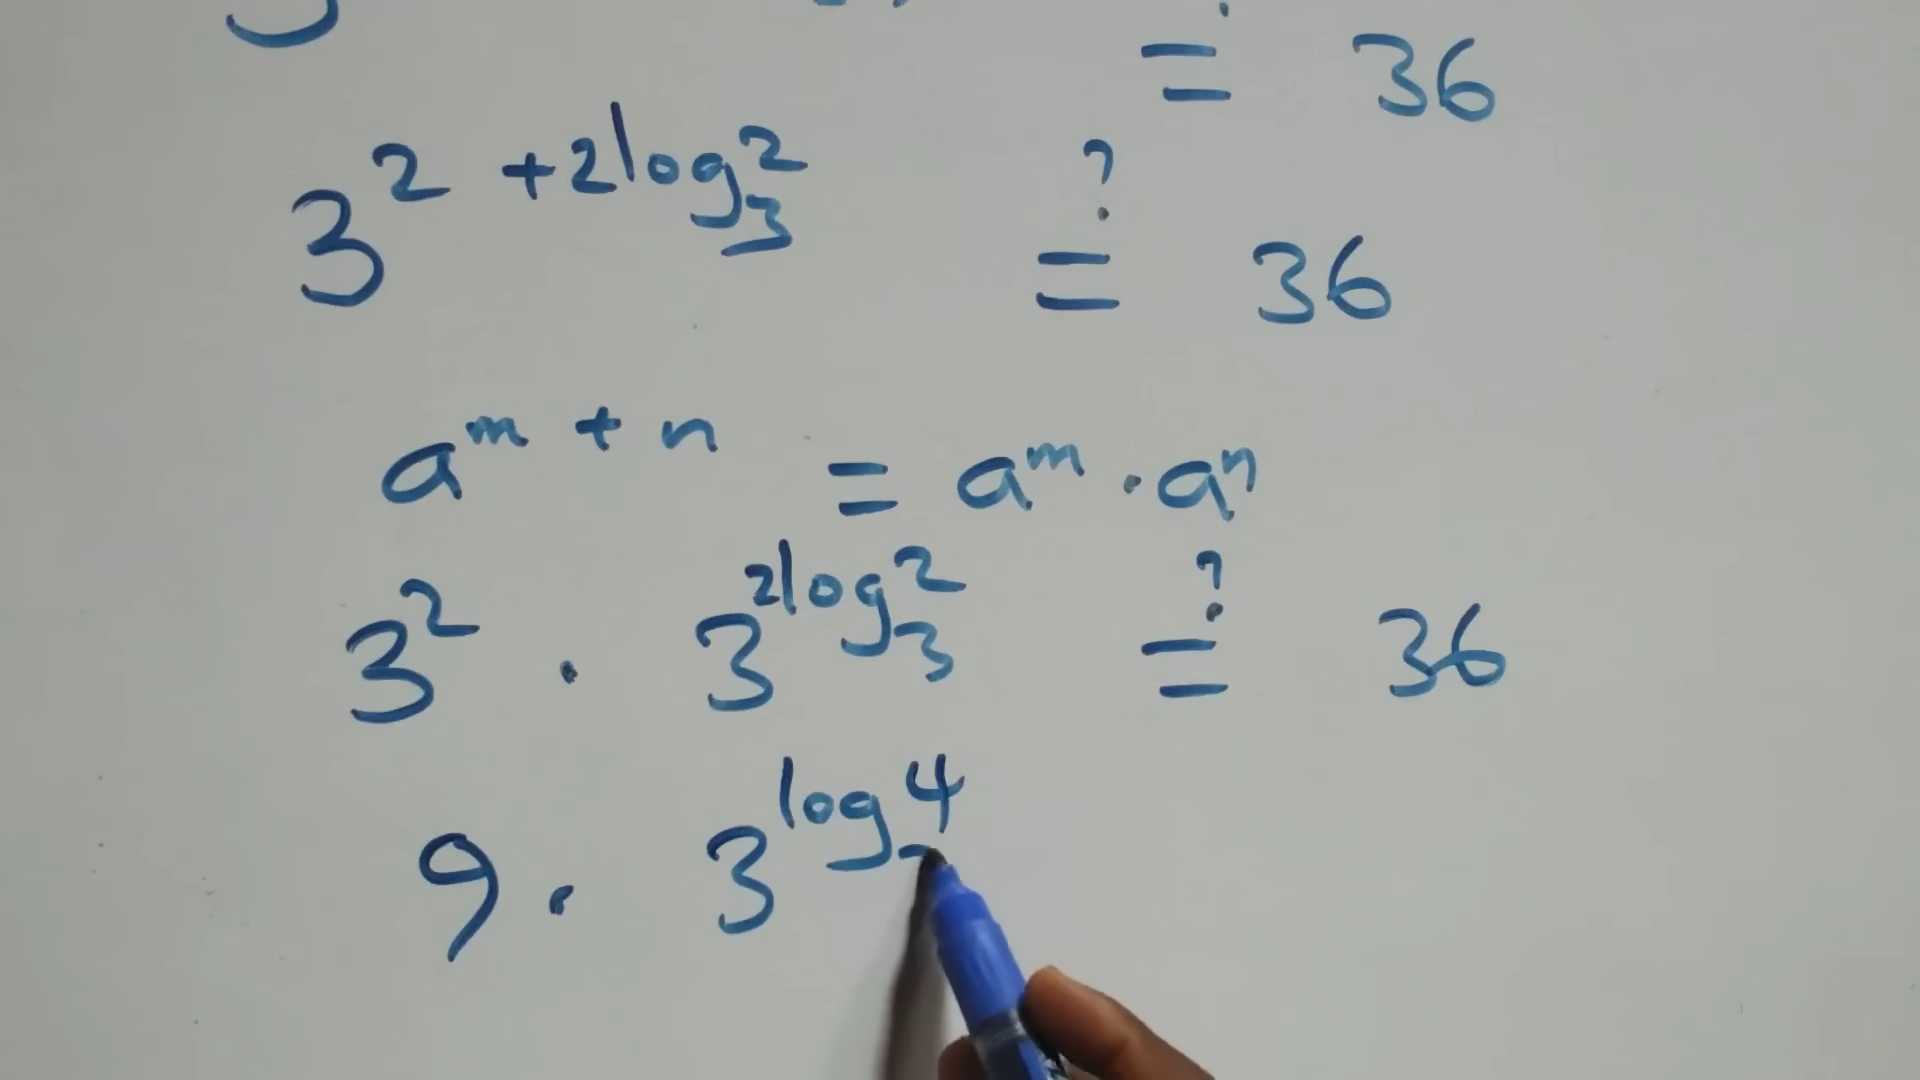 ? = 36
3^{2 + 2log_3 2} ?= 36
a^{m + n} = a^m . a^n
3^2 . 3^{2log_3 2} ?= 36
9 . 3^{log 4}